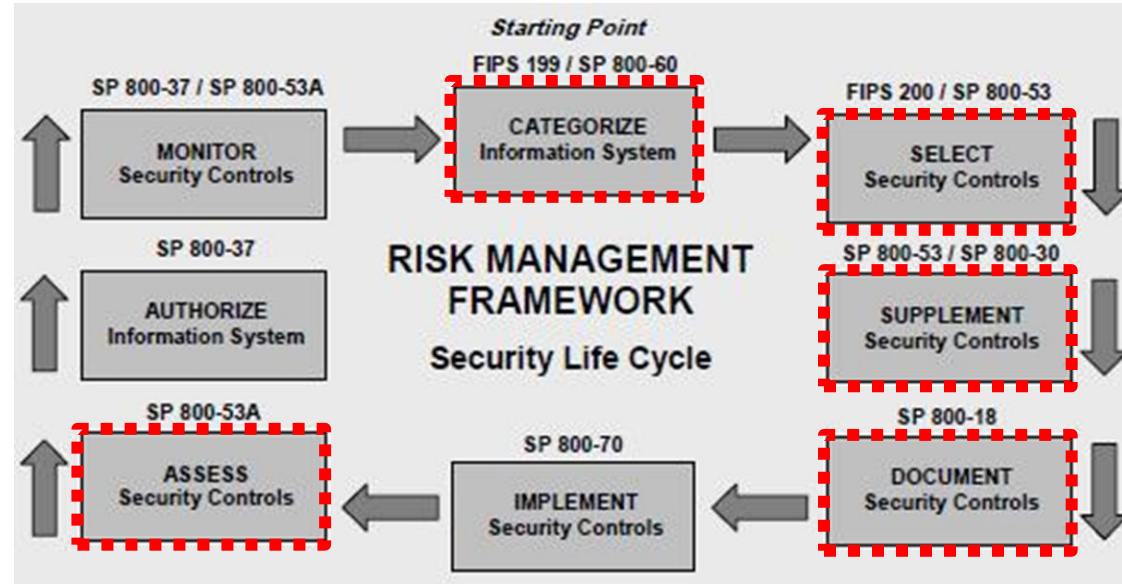 Starting Point
FIPS 199 / SP 800-60
CATEGORIZE
Information System
FIPS 200 / SP 800-53
SELECT
Security Controls
SP 800-53 / SP 800-30
SUPPLEMENT
Security Controls
SP 800-18
DOCUMENT
Security Controls
SP 800-70
IMPLEMENT
Security Controls
SP 800-53A
ASSESS
Security Controls
SP 800-37
AUTHORIZE
Information System
SP 800-37 / SP 800-53A
MONITOR
Security Controls
RISK MANAGEMENT
FRAMEWORK
Security Life Cycle